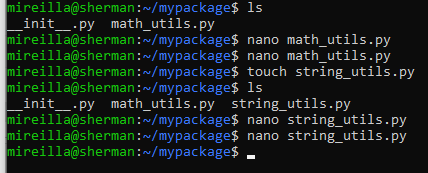 mireilla@sherman:~/mypackage$ ls
__init__.py  math_utils.py
mireilla@sherman:~/mypackage$ nano math_utils.py
mireilla@sherman:~/mypackage$ nano math_utils.py
mireilla@sherman:~/mypackage$ touch string_utils.py
mireilla@sherman:~/mypackage$ ls
__init__.py  math_utils.py  string_utils.py
mireilla@sherman:~/mypackage$ nano string_utils.py
mireilla@sherman:~/mypackage$ nano string_utils.py
mireilla@sherman:~/mypackage$